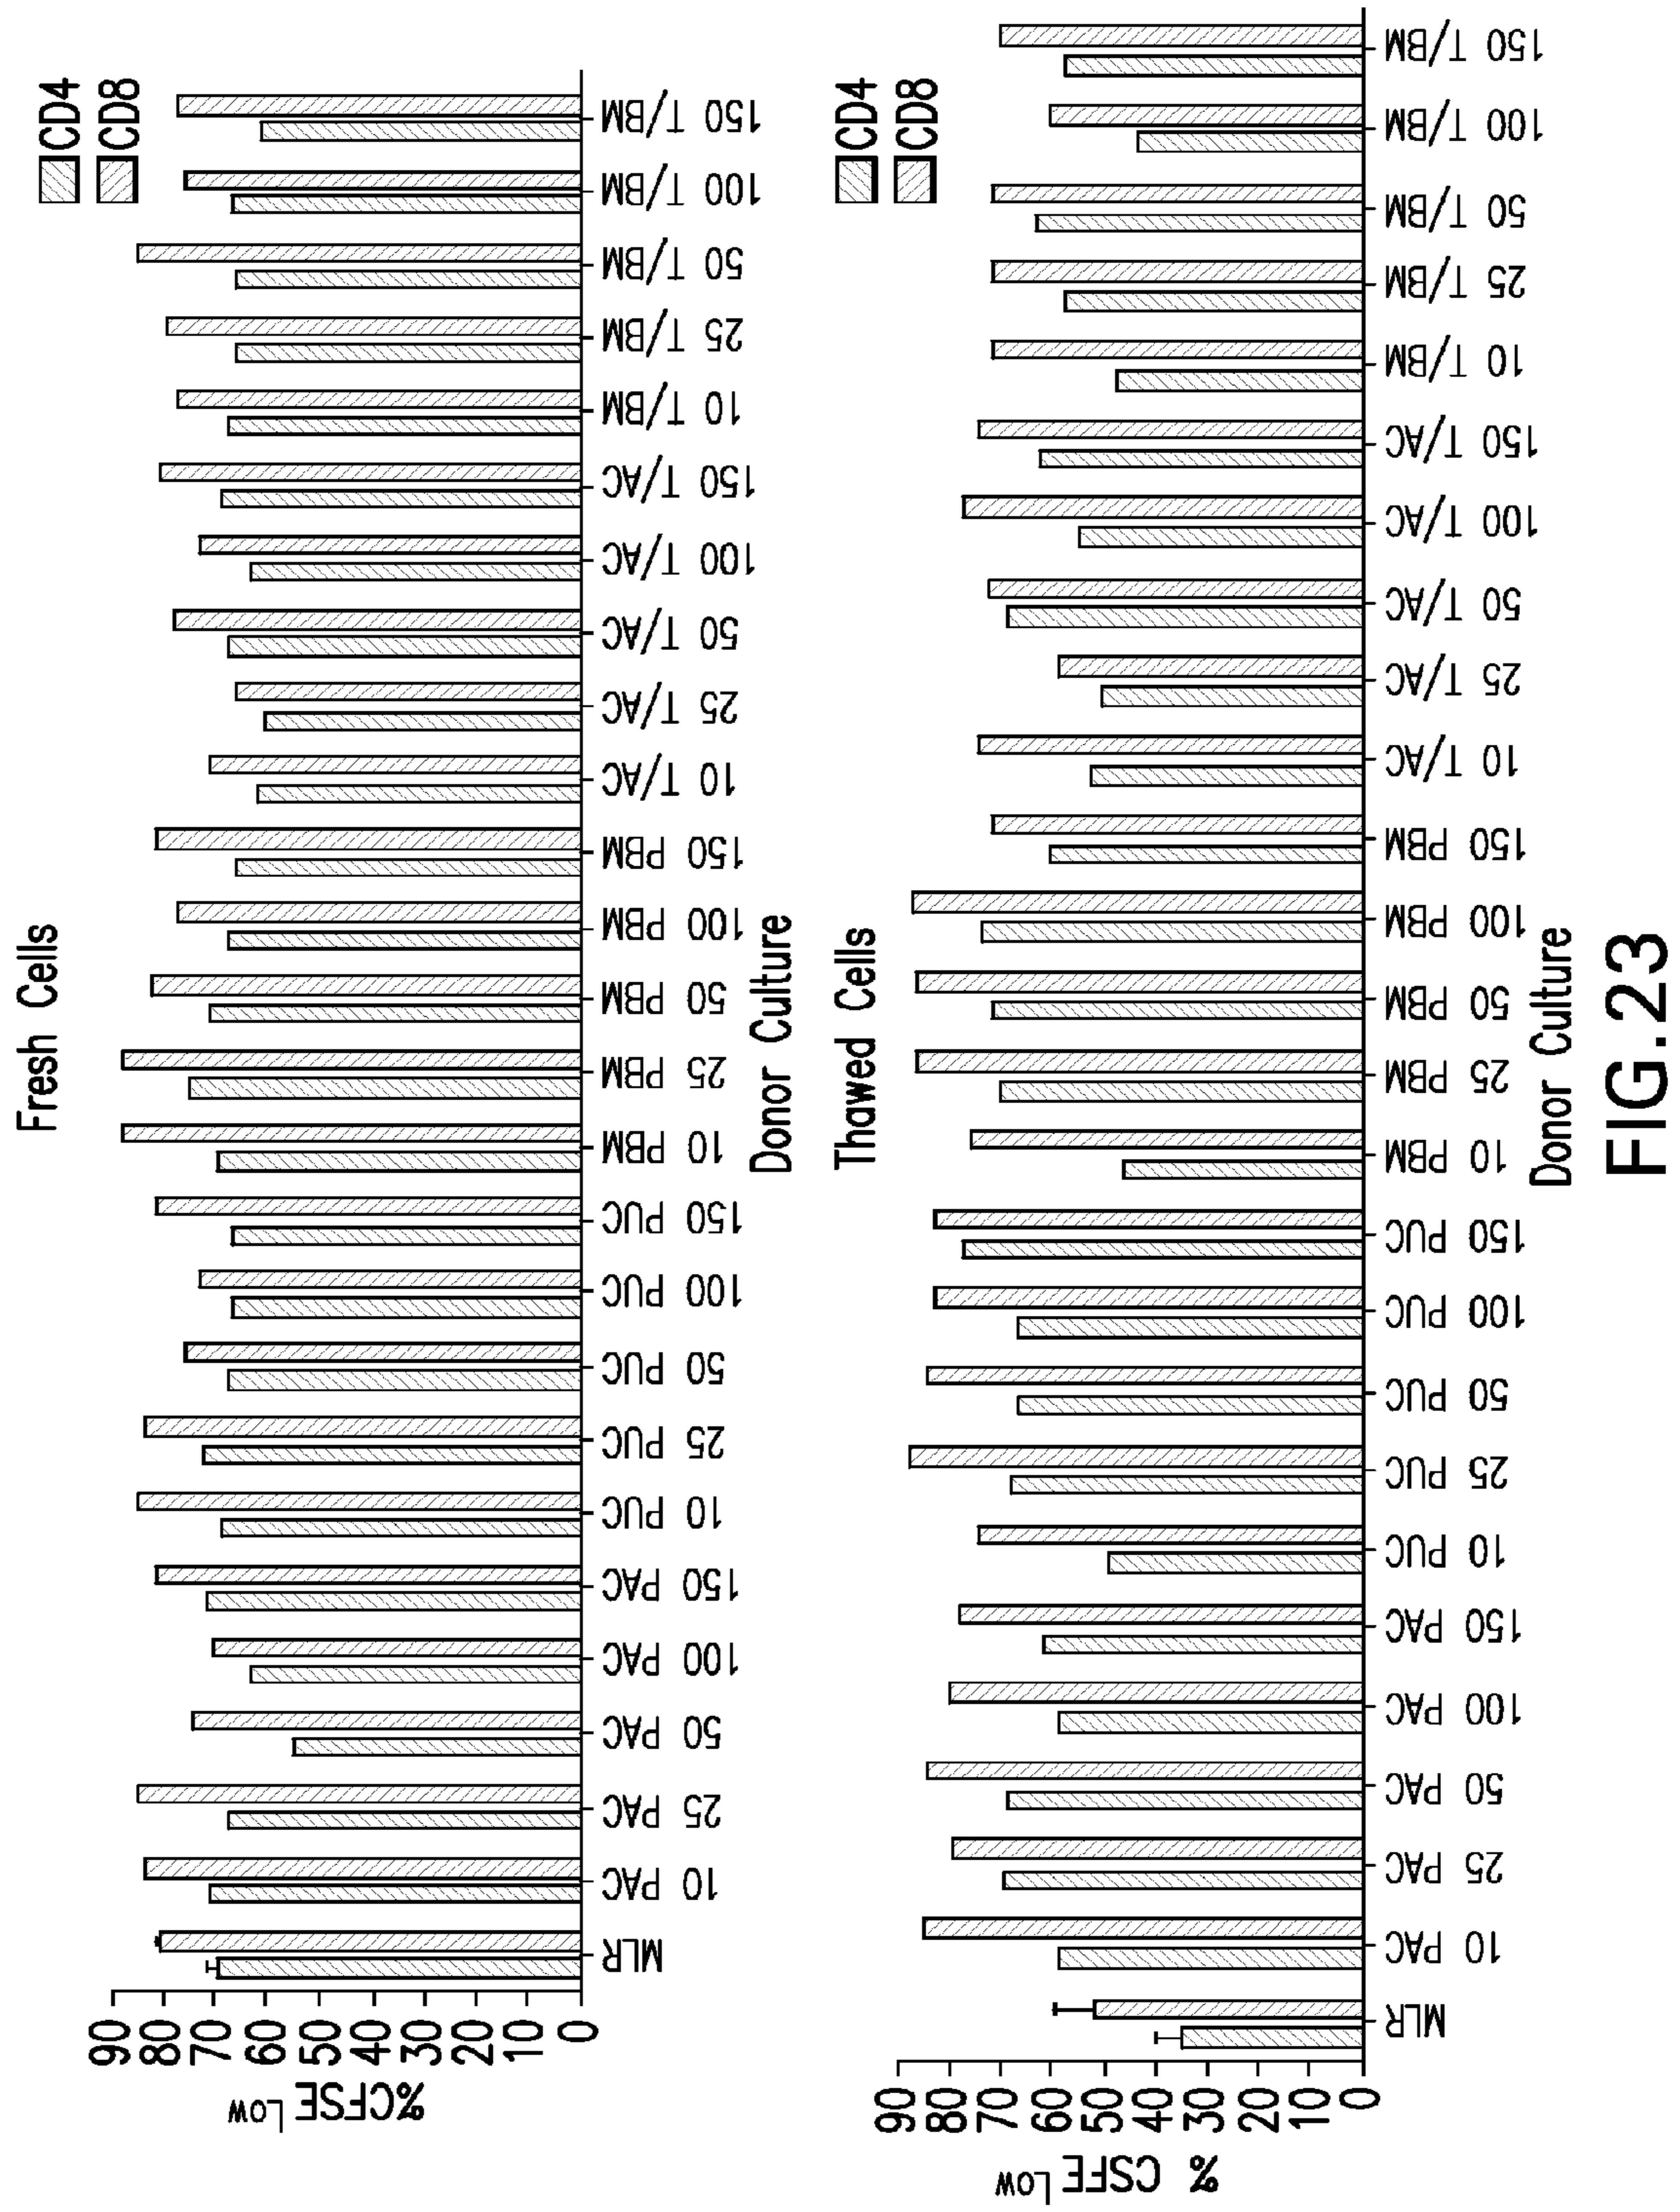 Fresh Cells
CD4
CD8
%CFSE Low
90
80
70
60
50
40
30
20
10
0
MLR
10 PAC
25 PAC
50 PAC
100 PAC
150 PAC
10 PUC
25 PUC
50 PUC
100 PUC
150 PUC
10 PBM
25 PBM
50 PBM
100 PBM
150 PBM
10 T/AC
25 T/AC
50 T/AC
100 T/AC
150 T/AC
10 T/BM
25 T/BM
50 T/BM
100 T/BM
150 T/BM
Donor Culture
Thawed Cells
CD4
CD8
% CSFE Low
90
80
70
60
50
40
30
20
10
0
MLR
10 PAC
25 PAC
50 PAC
100 PAC
150 PAC
10 PUC
25 PUC
50 PUC
100 PUC
150 PUC
10 PBM
25 PBM
50 PBM
100 PBM
150 PBM
10 T/AC
25 T/AC
50 T/AC
100 T/AC
150 T/AC
10 T/BM
25 T/BM
50 T/BM
100 T/BM
150 T/BM
Donor Culture
FIG.23